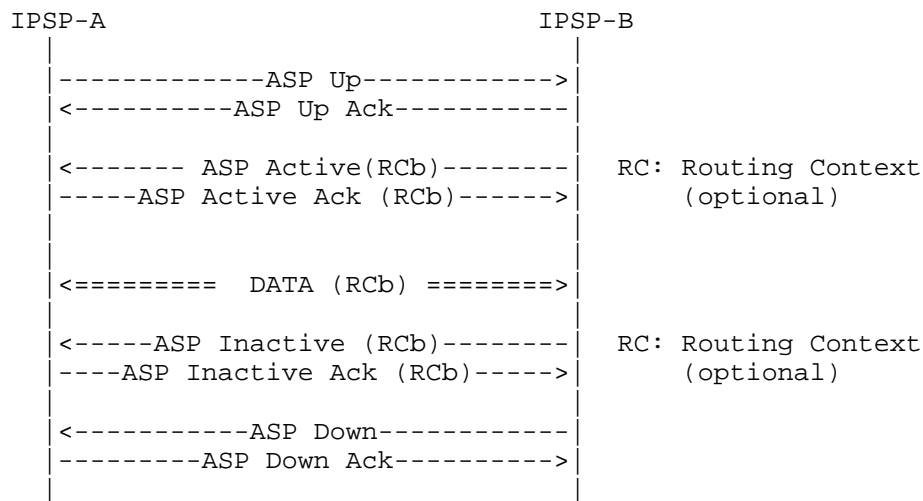 IPSP-A                              IPSP-B
  |                                   |
  |-------------ASP Up------------>|
  |<----------ASP Up Ack-----------|
  |                                   |
  |<------- ASP Active(RCb)--------|  RC: Routing Context
  |-----ASP Active Ack (RCb)------>|      (optional)
  |                                   |
  |                                   |
  |<=========  DATA (RCb) ========>|
  |                                   |
  |<-----ASP Inactive (RCb)--------|  RC: Routing Context
  |----ASP Inactive Ack (RCb)----->|      (optional)
  |                                   |
  |<-----------ASP Down------------|
  |---------ASP Down Ack---------->|
  |                                   |